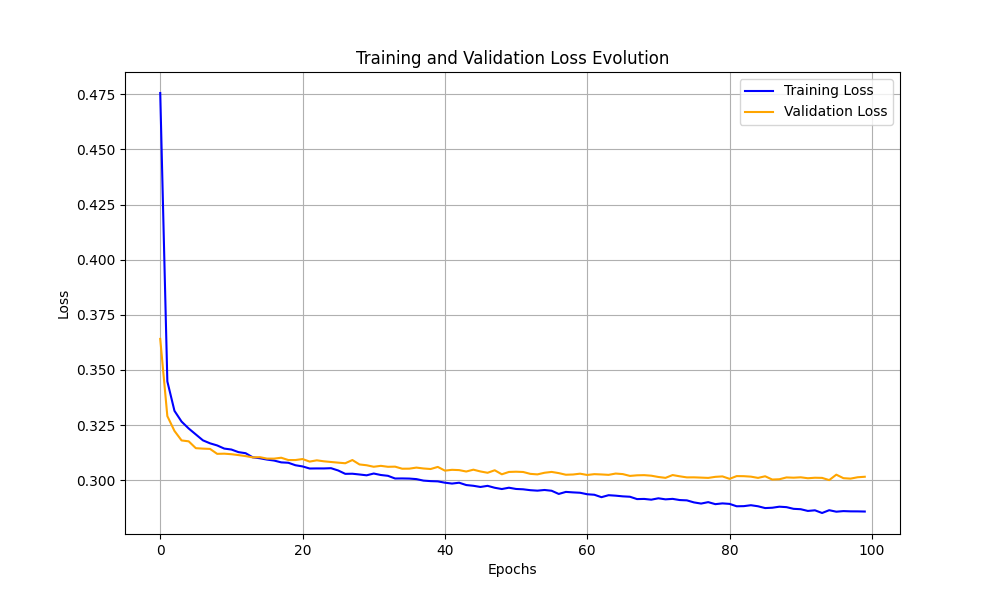 Training and Validation Loss Evolution
Training Loss
Validation Loss
0.475
0.450
0.425
0.400
0.375
0.350
0.325
0.300
Loss
0 20 40 60 80 100
Epochs